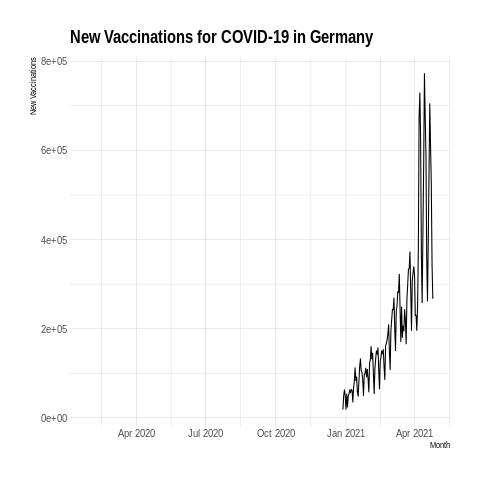 New Vaccinations for COVID-19 in Germany
New Vaccinations
8e+05
6e+05
4e+05
2e+05
0e+00
Apr 2020
Jul 2020
Oct 2020
Jan 2021
Apr 2021
Month